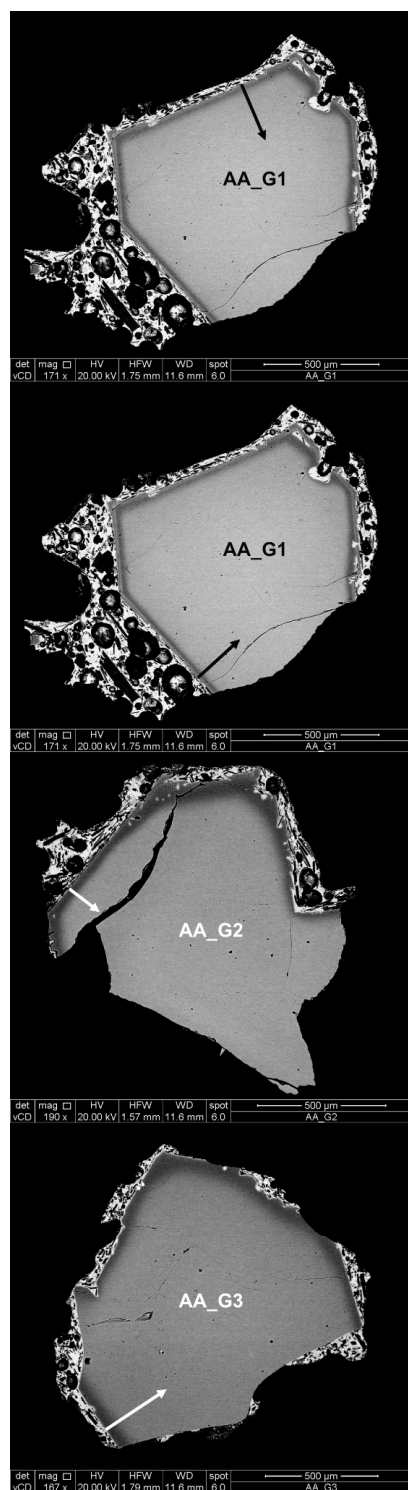 AA_G1
det mag □ HV HFW WD spot 500 µm
vCD 171 x 20.00 kV 1.75 mm 11.6 mm 6.0 AA_G1
AA_G1
det mag □ HV HFW WD spot 500 µm
vCD 171 x 20.00 kV 1.75 mm 11.6 mm 6.0 AA_G1
AA_G2
det mag □ HV HFW WD spot 500 µm
vCD 190 x 20.00 kV 1.57 mm 11.6 mm 6.0 AA_G2
AA_G3
det mag □ HV HFW WD spot 500 µm
vCD 167 x 20.00 kV 1.79 mm 11.6 mm 6.0 AA_G3